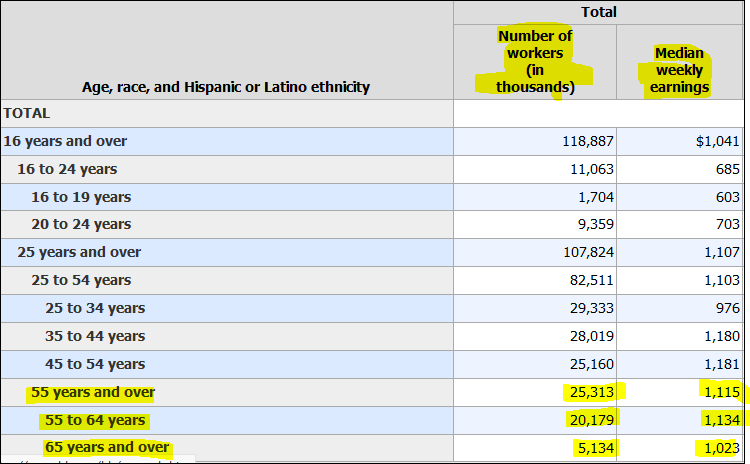 Total
Number of
workers
(in
thousands)
Median
weekly
earnings
Age, race, and Hispanic or Latino ethnicity
TOTAL
16 years and over 118,887 $1,041
16 to 24 years 11,063 685
16 to 19 years 1,704 603
20 to 24 years 9,359 703
25 years and over 107,824 1,107
25 to 54 years 82,511 1,103
25 to 34 years 29,333 976
35 to 44 years 28,019 1,180
45 to 54 years 25,160 1,181
55 years and over 25,313 1,115
55 to 64 years 20,179 1,134
65 years and over 5,134 1,023